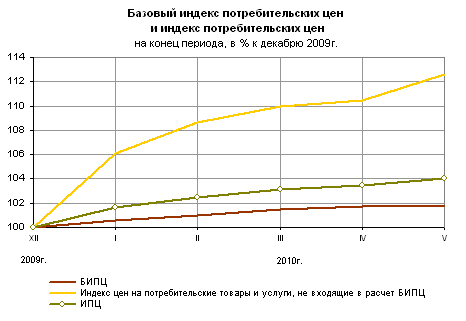 Базовый индекс потребительских цен
и индекс потребительских цен
на конец периода, в % к декабрю 2009г.
114
112
110
108
106
104
102
100
XII I II III IV V
2009г. 2010г.
БИПЦ
Индекс цен на потребительские товары и услуги, не входящие в расчет БИПЦ
ИПЦ